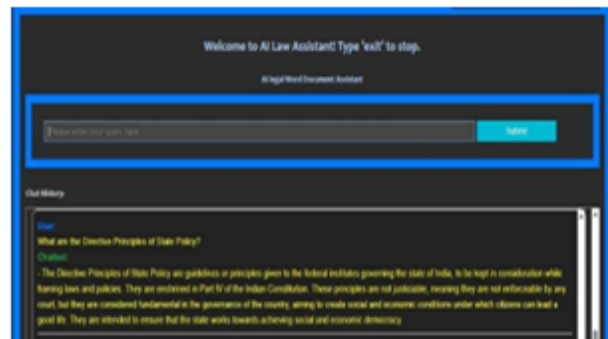 Welcome to AI Law Assistant! Type 'exit' to stop.
AI legal Word Document Assistant
Please enter your query here
Submit
Chat History:
User:
What are the Directive Principles of State Policy?
Chatbot:
- The Directive Principles of State Policy are guidelines or principles given to the federal institutes governing the state of India, to be kept in consideration while
framing laws and policies. They are enshrined in Part IV of the Indian Constitution. These principles are not justiciable, meaning they are not enforceable by any
court, but they are considered fundamental in the governance of the country, aiming to create social and economic conditions under which citizens can lead a
good life. They are intended to ensure that the state works towards achieving social and economic democracy.